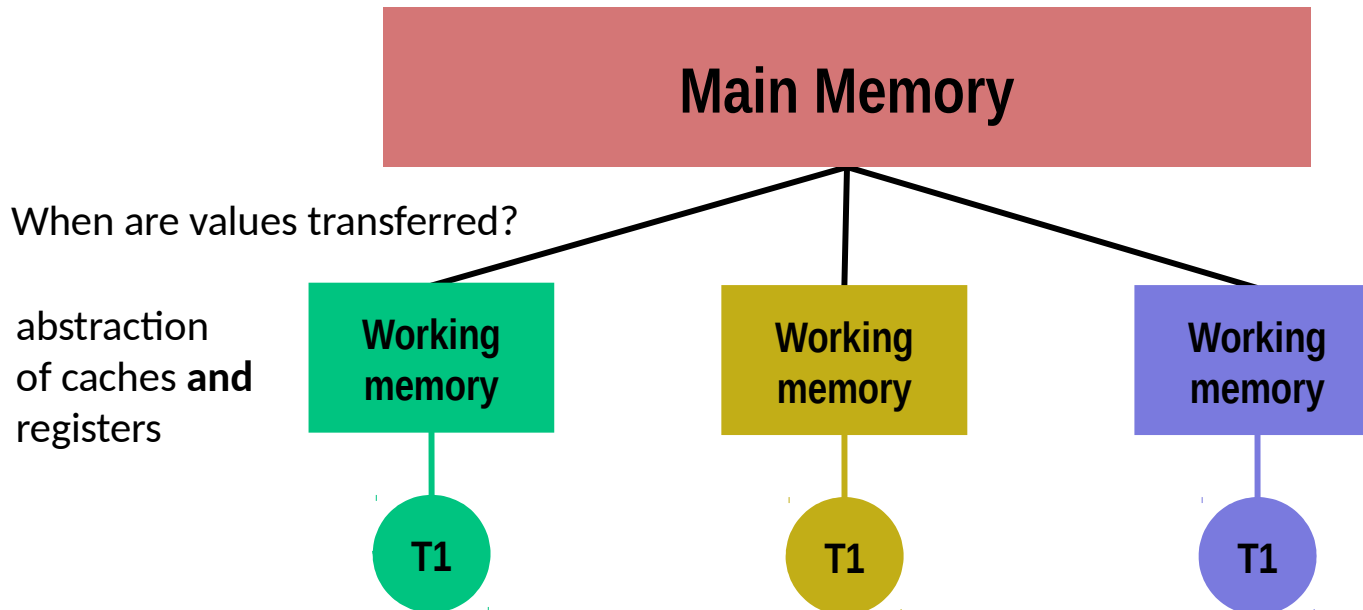 Main Memory
When are values transferred?
abstraction
of caches and
registers
Working
memory
Working
memory
Working
memory
T1
T1
T1